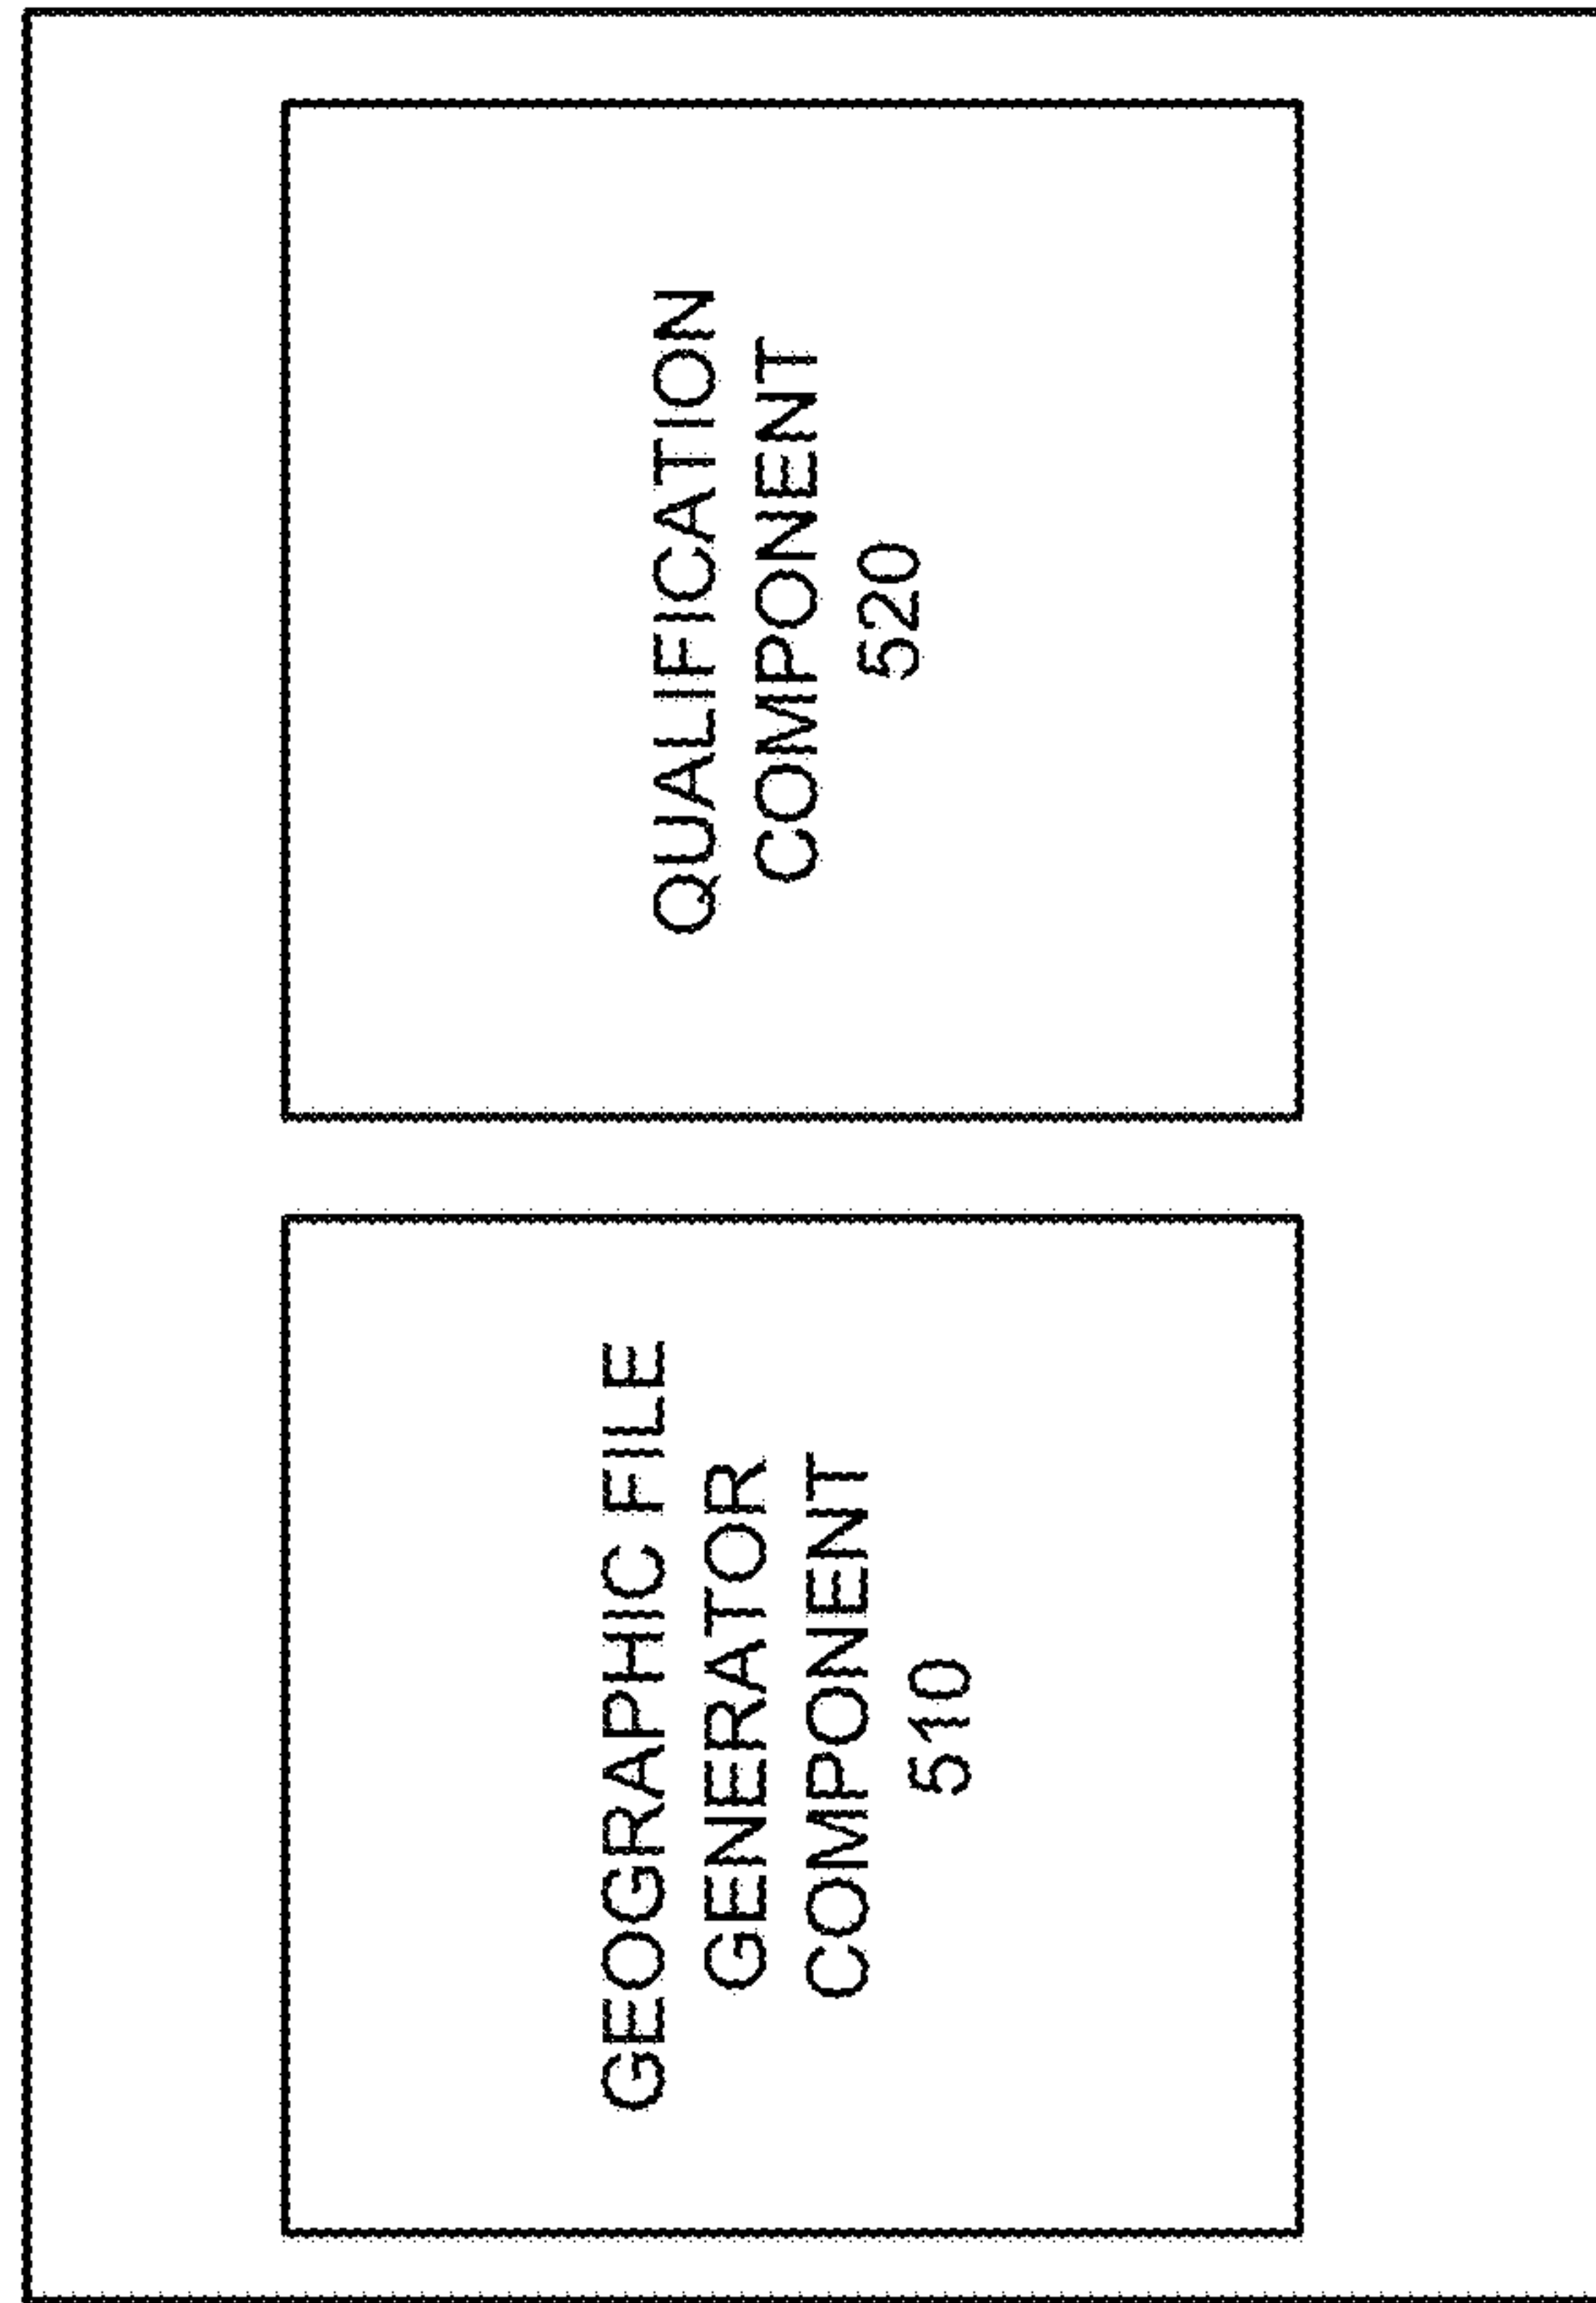 GEOGRAPHIC FILE
GENERATOR
COMPONENT
510
QUALIFICATION
COMPONENT
520